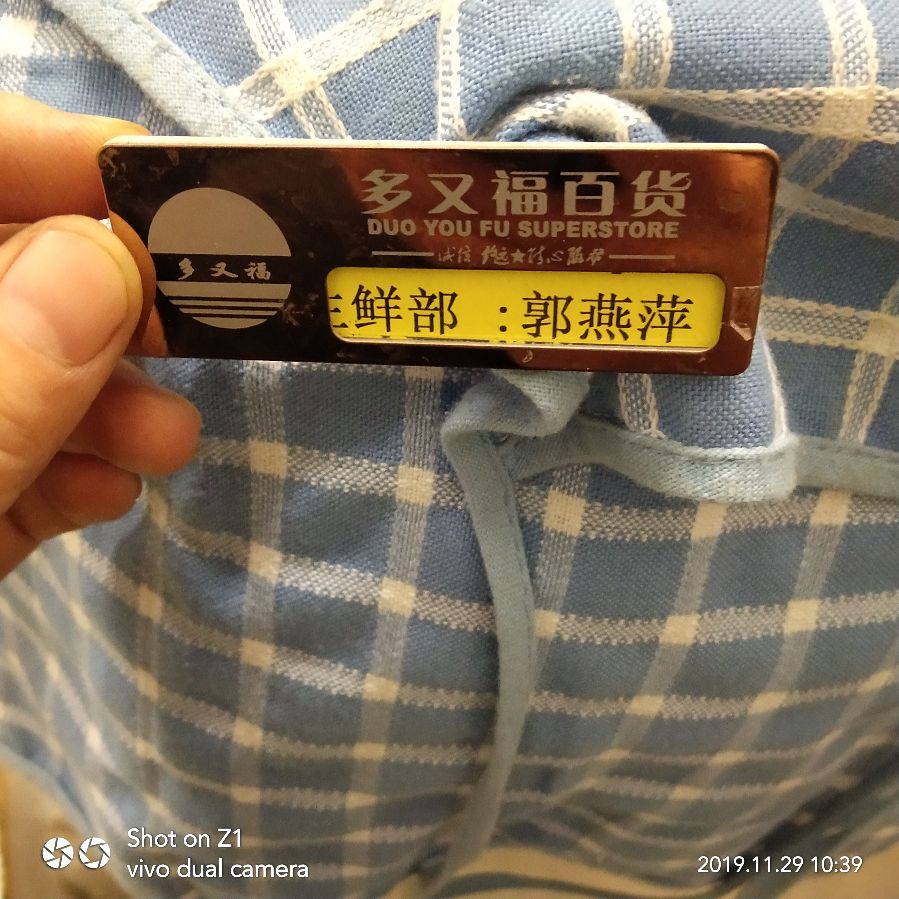 多又福百货
DUO YOU FU SUPERSTORE
多又福
生鲜部 :郭燕萍
Shot on Z1
vivo dual camera
2019.11.29 10:39